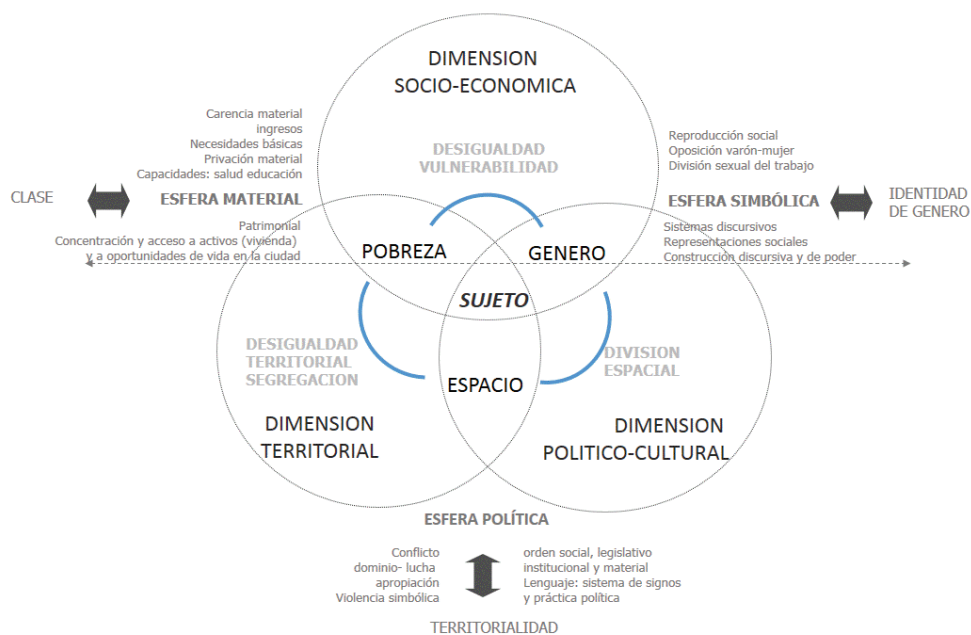 DIMENSION
SOCIO-ECONOMICA
Carencia material
ingresos
Necesidades básicas
Privación material
Capacidades: salud educación
DESIGUALDAD
VULNERABILIDAD
Reproducción social
Oposición varón-mujer
División sexual del trabajo
CLASE
ESFERA MATERIAL
ESFERA SIMBÓLICA
IDENTIDAD
DE GENERO
Patrimonial
Concentración y acceso a activos (vivienda)
y a oportunidades de vida en la ciudad
POBREZA
GENERO
Sistemas discursivos
Representaciones sociales
Construcción discursiva y de poder
SUJETO
DESIGUALDAD
TERRITORIAL
SEGREGACION
DIVISION
ESPACIAL
ESPACIO
DIMENSION
TERRITORIAL
DIMENSION
POLITICO-CULTURAL
ESFERA POLÍTICA
Conflicto
dominio- lucha
apropiación
Violencia simbólica
orden social, legislativo
institucional y material
Lenguaje: sistema de signos
y práctica política
TERRITORIALIDAD